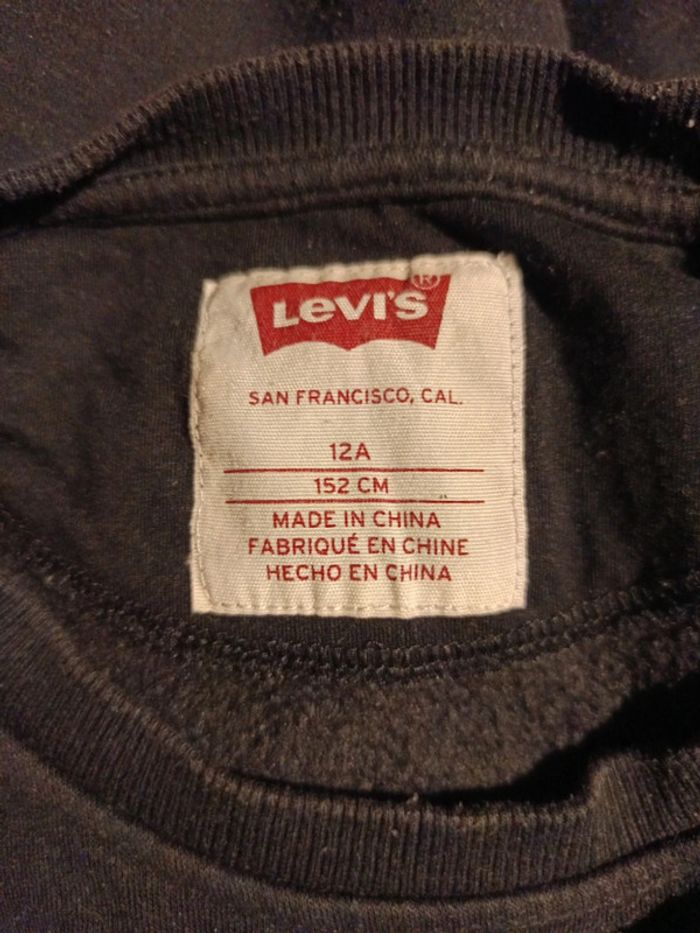 Levi's ®
SAN FRANCISCO, CAL.
12A
152 CM
MADE IN CHINA
FABRIQUÉ EN CHINE
HECHO EN CHINA